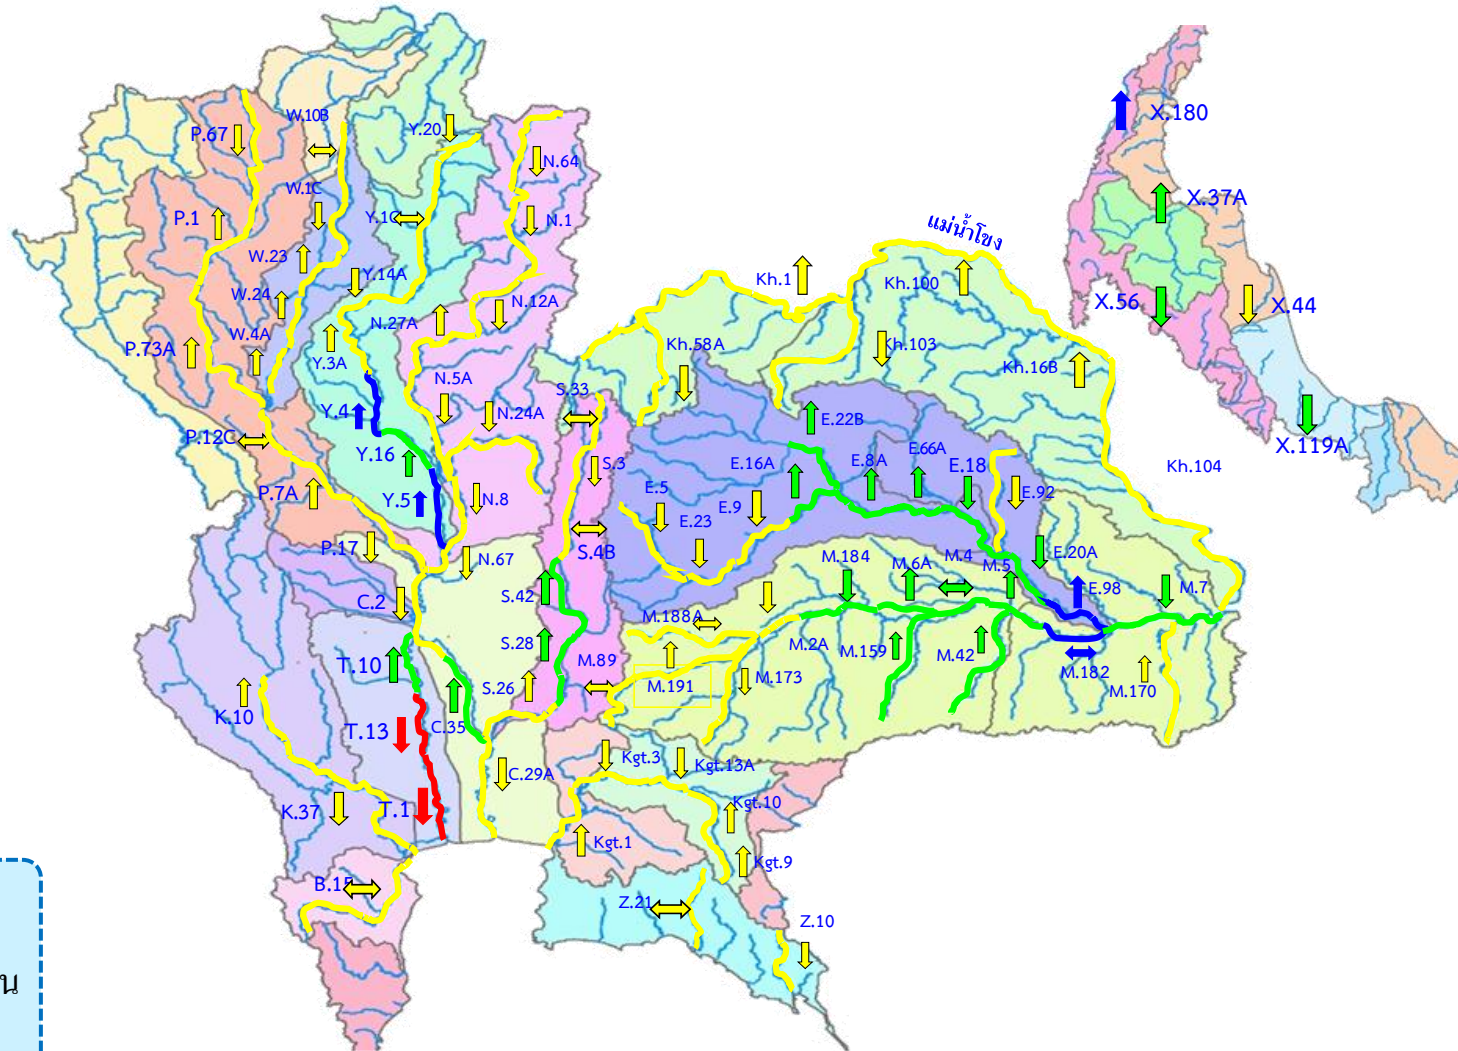 W.10B
P.67
Y.20
N.64
W.1C
P.1
Y.1C
N.1
W.23
Y.14A
W.24
N.12A
N.27A
W.4A
P.73A
Y.3A
N.5A
Y.4
N.24A
P.12C
Y.16
P.7A
Y.5
N.8
P.17
N.67
C.2
S.33
S.3
S.4B
S.42
S.28
S.26
T.10
C.35
T.13
K.10
C.29A
K.37
T.1
B.15
แม่น้ำโขง
Kh.1
Kh.100
Kh.58A
Kh.103
Kh.16B
Kh.104
E.22B
E.16A
E.8A
E.66A
E.18
E.5
E.9
E.92
E.23
E.20A
E.98
M.184
M.6A
M.4
M.5
M.7
M.188A
M.2A
M.159
M.42
M.89
M.191
M.173
M.182
M.170
Kgt.3
Kgt.13A
Kgt.10
Kgt.1
Kgt.9
Z.21
Z.10
X.180
X.37A
X.56
X.44
X.119A
น